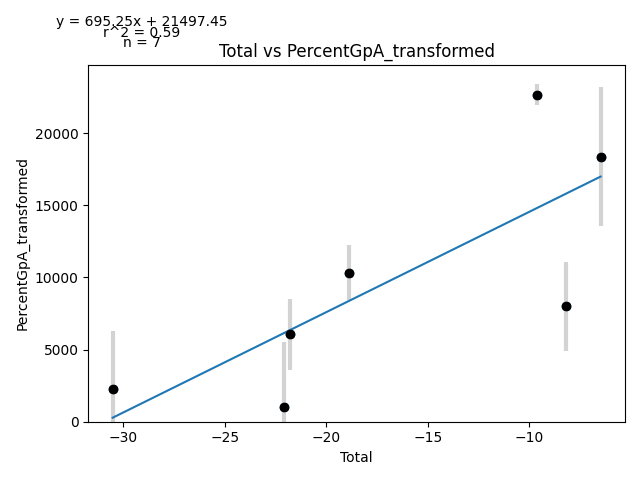 y = 695.25x + 21497.45
r^2 = 0.59
n = 7
Total vs PercentGpA_transformed
PercentGpA_transformed
20000
15000
10000
5000
0
−30 −25 −20 −15 −10
Total